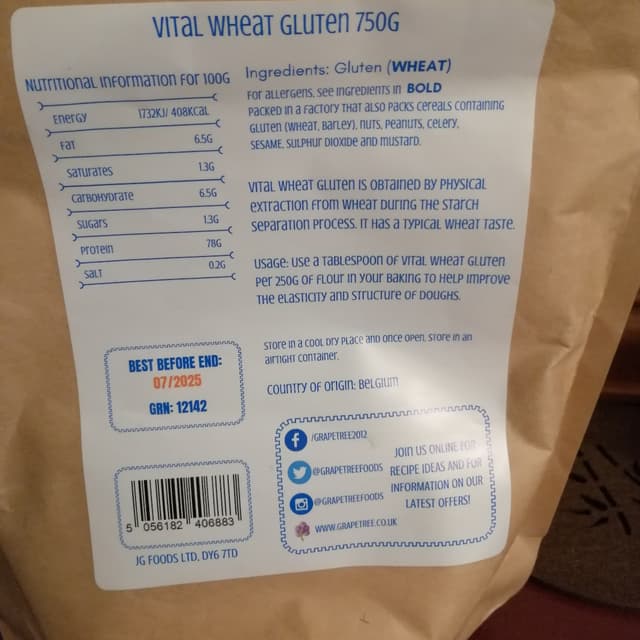 VITAL WHEAT GLUTEN 750G
NUTRITIONAL INFORMATION FOR 100G
ENERGY 1732KJ/ 408KCAL
FAT 6.5G
SATURATES 1.3G
CARBOHYDRATE 6.5G
SUGARS 1.3G
PROTEIN 78G
SALT 0.2G
Ingredients: Gluten (WHEAT)
FOR ALLERGENS, SEE INGREDIENTS IN BOLD
PACKED IN A FACTORY THAT ALSO PACKS CEREALS CONTAINING
GLUTEN (WHEAT, BARLEY), NUTS, PEANUTS, CELERY,
SESAME, SULPHUR DIOXIDE AND MUSTARD.
VITAL WHEAT GLUTEN IS OBTAINED BY PHYSICAL
EXTRACTION FROM WHEAT DURING THE STARCH
SEPARATION PROCESS. IT HAS A TYPICAL WHEAT TASTE.
USAGE: USE A TABLESPOON OF VITAL WHEAT GLUTEN
PER 250G OF FLOUR IN YOUR BAKING TO HELP IMPROVE
THE ELASTICITY AND STRUCTURE OF DOUGHS.
STORE IN A COOL DRY PLACE AND ONCE OPEN, STORE IN AN
AIRTIGHT CONTAINER.
COUNTRY OF ORIGIN: BELGIUM
BEST BEFORE END:
07/2025
GRN: 12142
5 056182 406883
JG FOODS LTD, DY6 7TD
/GRAPETREE2012
@GRAPETREEFOODS
@GRAPETREEFOODS
WWW.GRAPETREE.CO.UK
JOIN US ONLINE FOR
RECIPE IDEAS AND FOR
INFORMATION ON OUR
LATEST OFFERS!